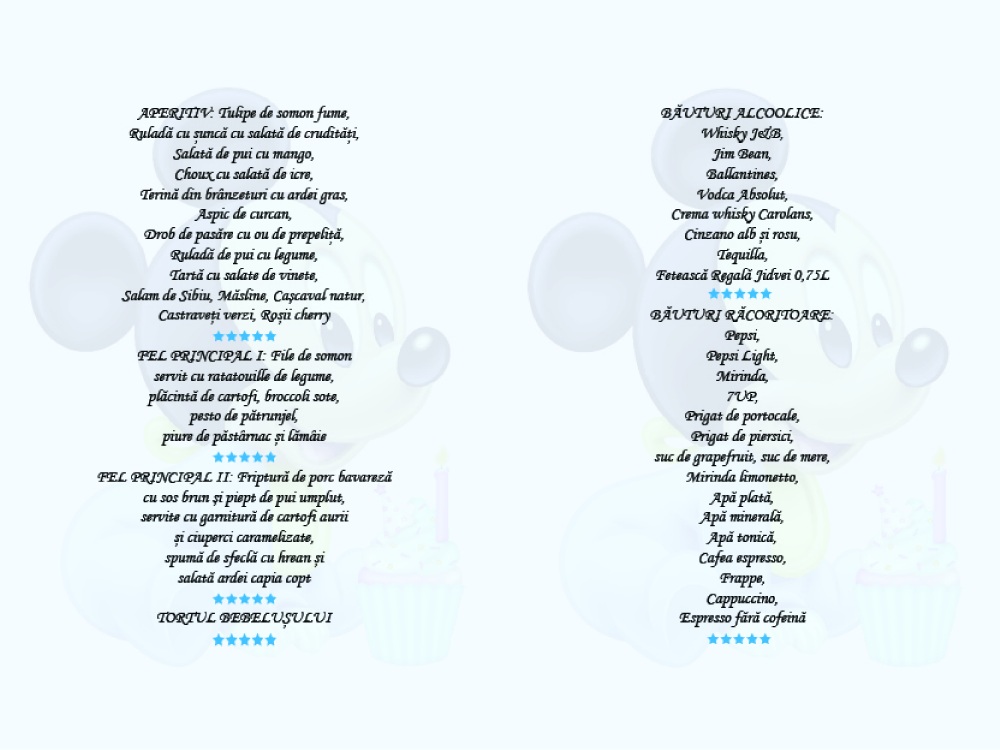 APERITIV: Tulipe de somon fume,
Ruladă cu șuncă cu salată de crudități,
Salată de pui cu mango,
Choux cu salată de icre,
Terină din brânzeturi cu ardei gras,
Aspic de curcan,
Drob de pasăre cu ou de prepeliță,
Ruladă de pui cu legume,
Tartă cu salate de vinete,
Salam de Sibiu, Măsline, Cașcaval natur,
Castraveți verzi, Roșii cherry
FEL PRINCIPAL I: File de somon
servit cu ratatouille de legume,
plăcintă de cartofi, broccoli sote,
pesto de pătrunjel,
piure de păstârnac și lămâie
FEL PRINCIPAL II: Friptură de porc bavareză
cu sos brun și piept de pui umplut,
servite cu garnitură de cartofi aurii
și ciuperci caramelizate,
spumă de sfeclă cu hrean și
salată ardei capia copt
TORTUL BEBELUȘULUI
BĂUTURI ALCOOLICE:
Whisky J&B,
Jim Bean,
Ballantines,
Vodca Absolut,
Crema whisky Carolans,
Cinzano alb și rosu,
Tequilla,
Fetească Regală Jidvei 0,75L
BĂUTURI RĂCORITOARE:
Pepsi,
Pepsi Light,
Mirinda,
7UP,
Prigat de portocale,
Prigat de piersici,
suc de grapefruit, suc de mere,
Mirinda limonetto,
Apă plată,
Apă minerală,
Apă tonică,
Cafea espresso,
Frappe,
Cappuccino,
Espresso fără cofeină